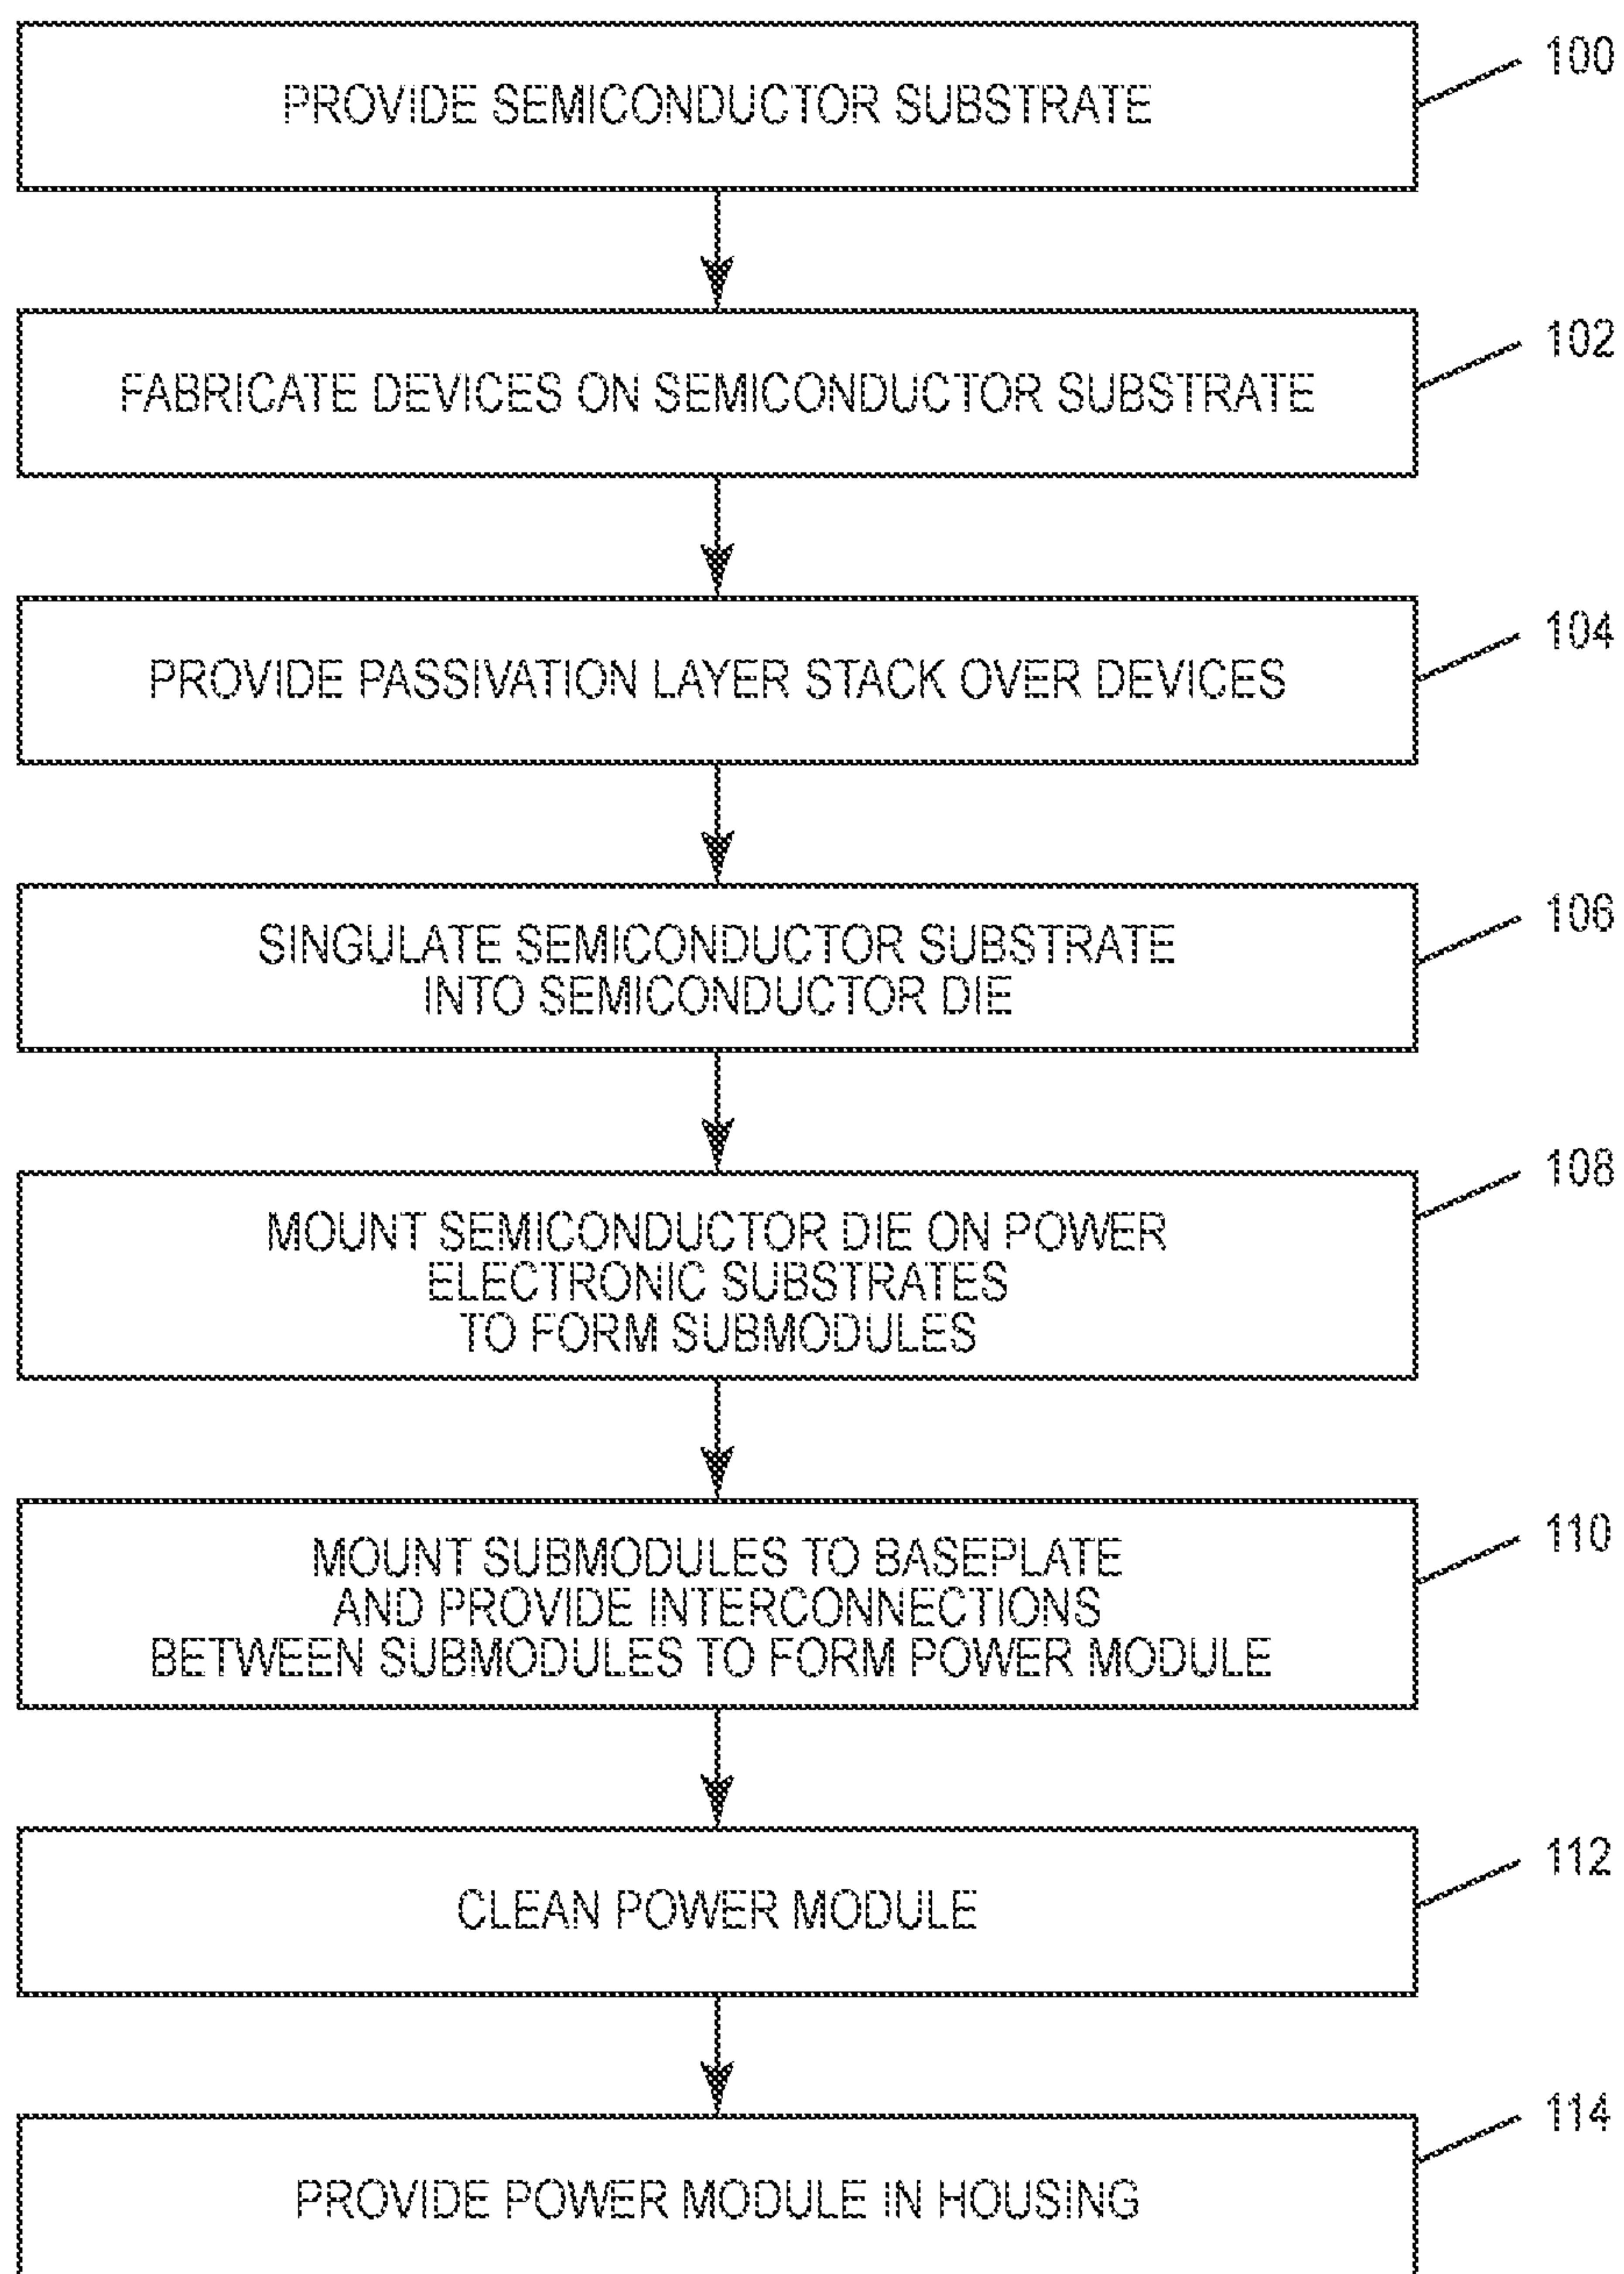 PROVIDE SEMICONDUCTOR SUBSTRATE
100
FABRICATE DEVICES ON SEMICONDUCTOR SUBSTRATE
102
PROVIDE PASSIVATION LAYER STACK OVER DEVICES
104
SINGULATE SEMICONDUCTOR SUBSTRATE
INTO SEMICONDUCTOR DIE
106
MOUNT SEMICONDUCTOR DIE ON POWER
ELECTRONIC SUBSTRATES
TO FORM SUBMODULES
108
MOUNT SUBMODULES TO BASEPLATE
AND PROVIDE INTERCONNECTIONS
BETWEEN SUBMODULES TO FORM POWER MODULE
110
CLEAN POWER MODULE
112
PROVIDE POWER MODULE IN HOUSING
114